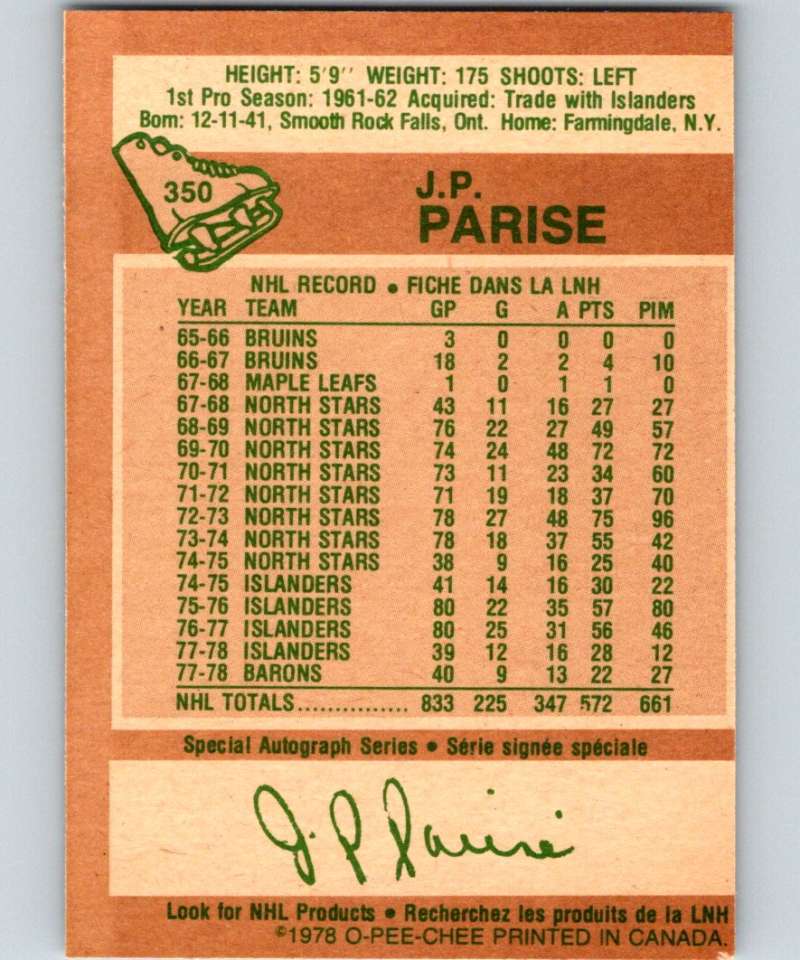 HEIGHT: 5'9'' WEIGHT: 175 SHOOTS: LEFT
1st Pro Season: 1961-62 Acquired: Trade with Islanders
Born: 12-11-41, Smooth Rock Falls, Ont. Home: Farmingdale, N.Y.
350
J.P.
PARISE
NHL RECORD • FICHE DANS LA LNH
YEAR TEAM GP G A PTS PIM
65-66 BRUINS 3 0 0 0 0
66-67 BRUINS 18 2 2 4 10
67-68 MAPLE LEAFS 1 0 1 1 0
67-68 NORTH STARS 43 11 16 27 27
68-69 NORTH STARS 76 22 27 49 57
69-70 NORTH STARS 74 24 48 72 72
70-71 NORTH STARS 73 11 23 34 60
71-72 NORTH STARS 71 19 18 37 70
72-73 NORTH STARS 78 27 48 75 96
73-74 NORTH STARS 78 18 37 55 42
74-75 NORTH STARS 38 9 16 25 40
74-75 ISLANDERS 41 14 16 30 22
75-76 ISLANDERS 80 22 35 57 80
76-77 ISLANDERS 80 25 31 56 46
77-78 ISLANDERS 39 12 16 28 12
77-78 BARONS 40 9 13 22 27
NHL TOTALS............... 833 225 347 572 661
Special Autograph Series • Série signée spéciale
J. P. Parise
Look for NHL Products • Recherchez les produits de la LNH
©1978 O-PEE-CHEE PRINTED IN CANADA.